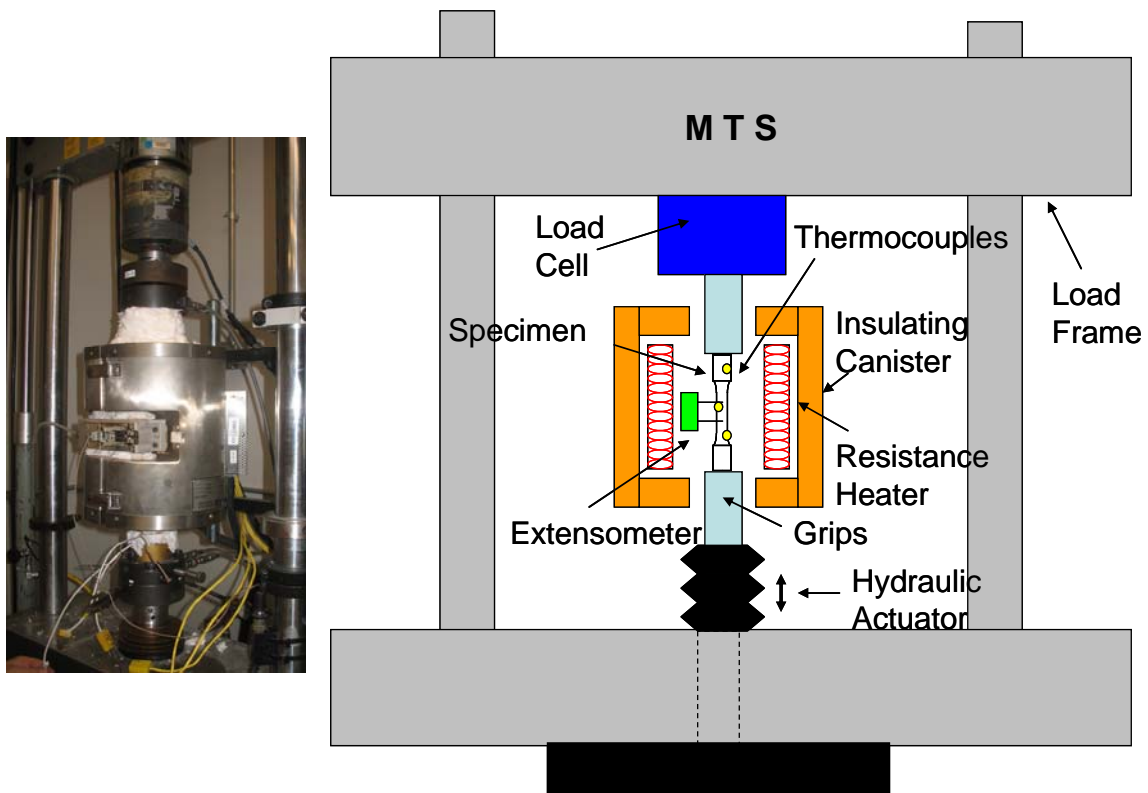 M T S
Load
Cell
Thermocouples
Load
Frame
Specimen
Insulating
Canister
Resistance
Heater
Extensometer
Grips
Hydraulic
Actuator